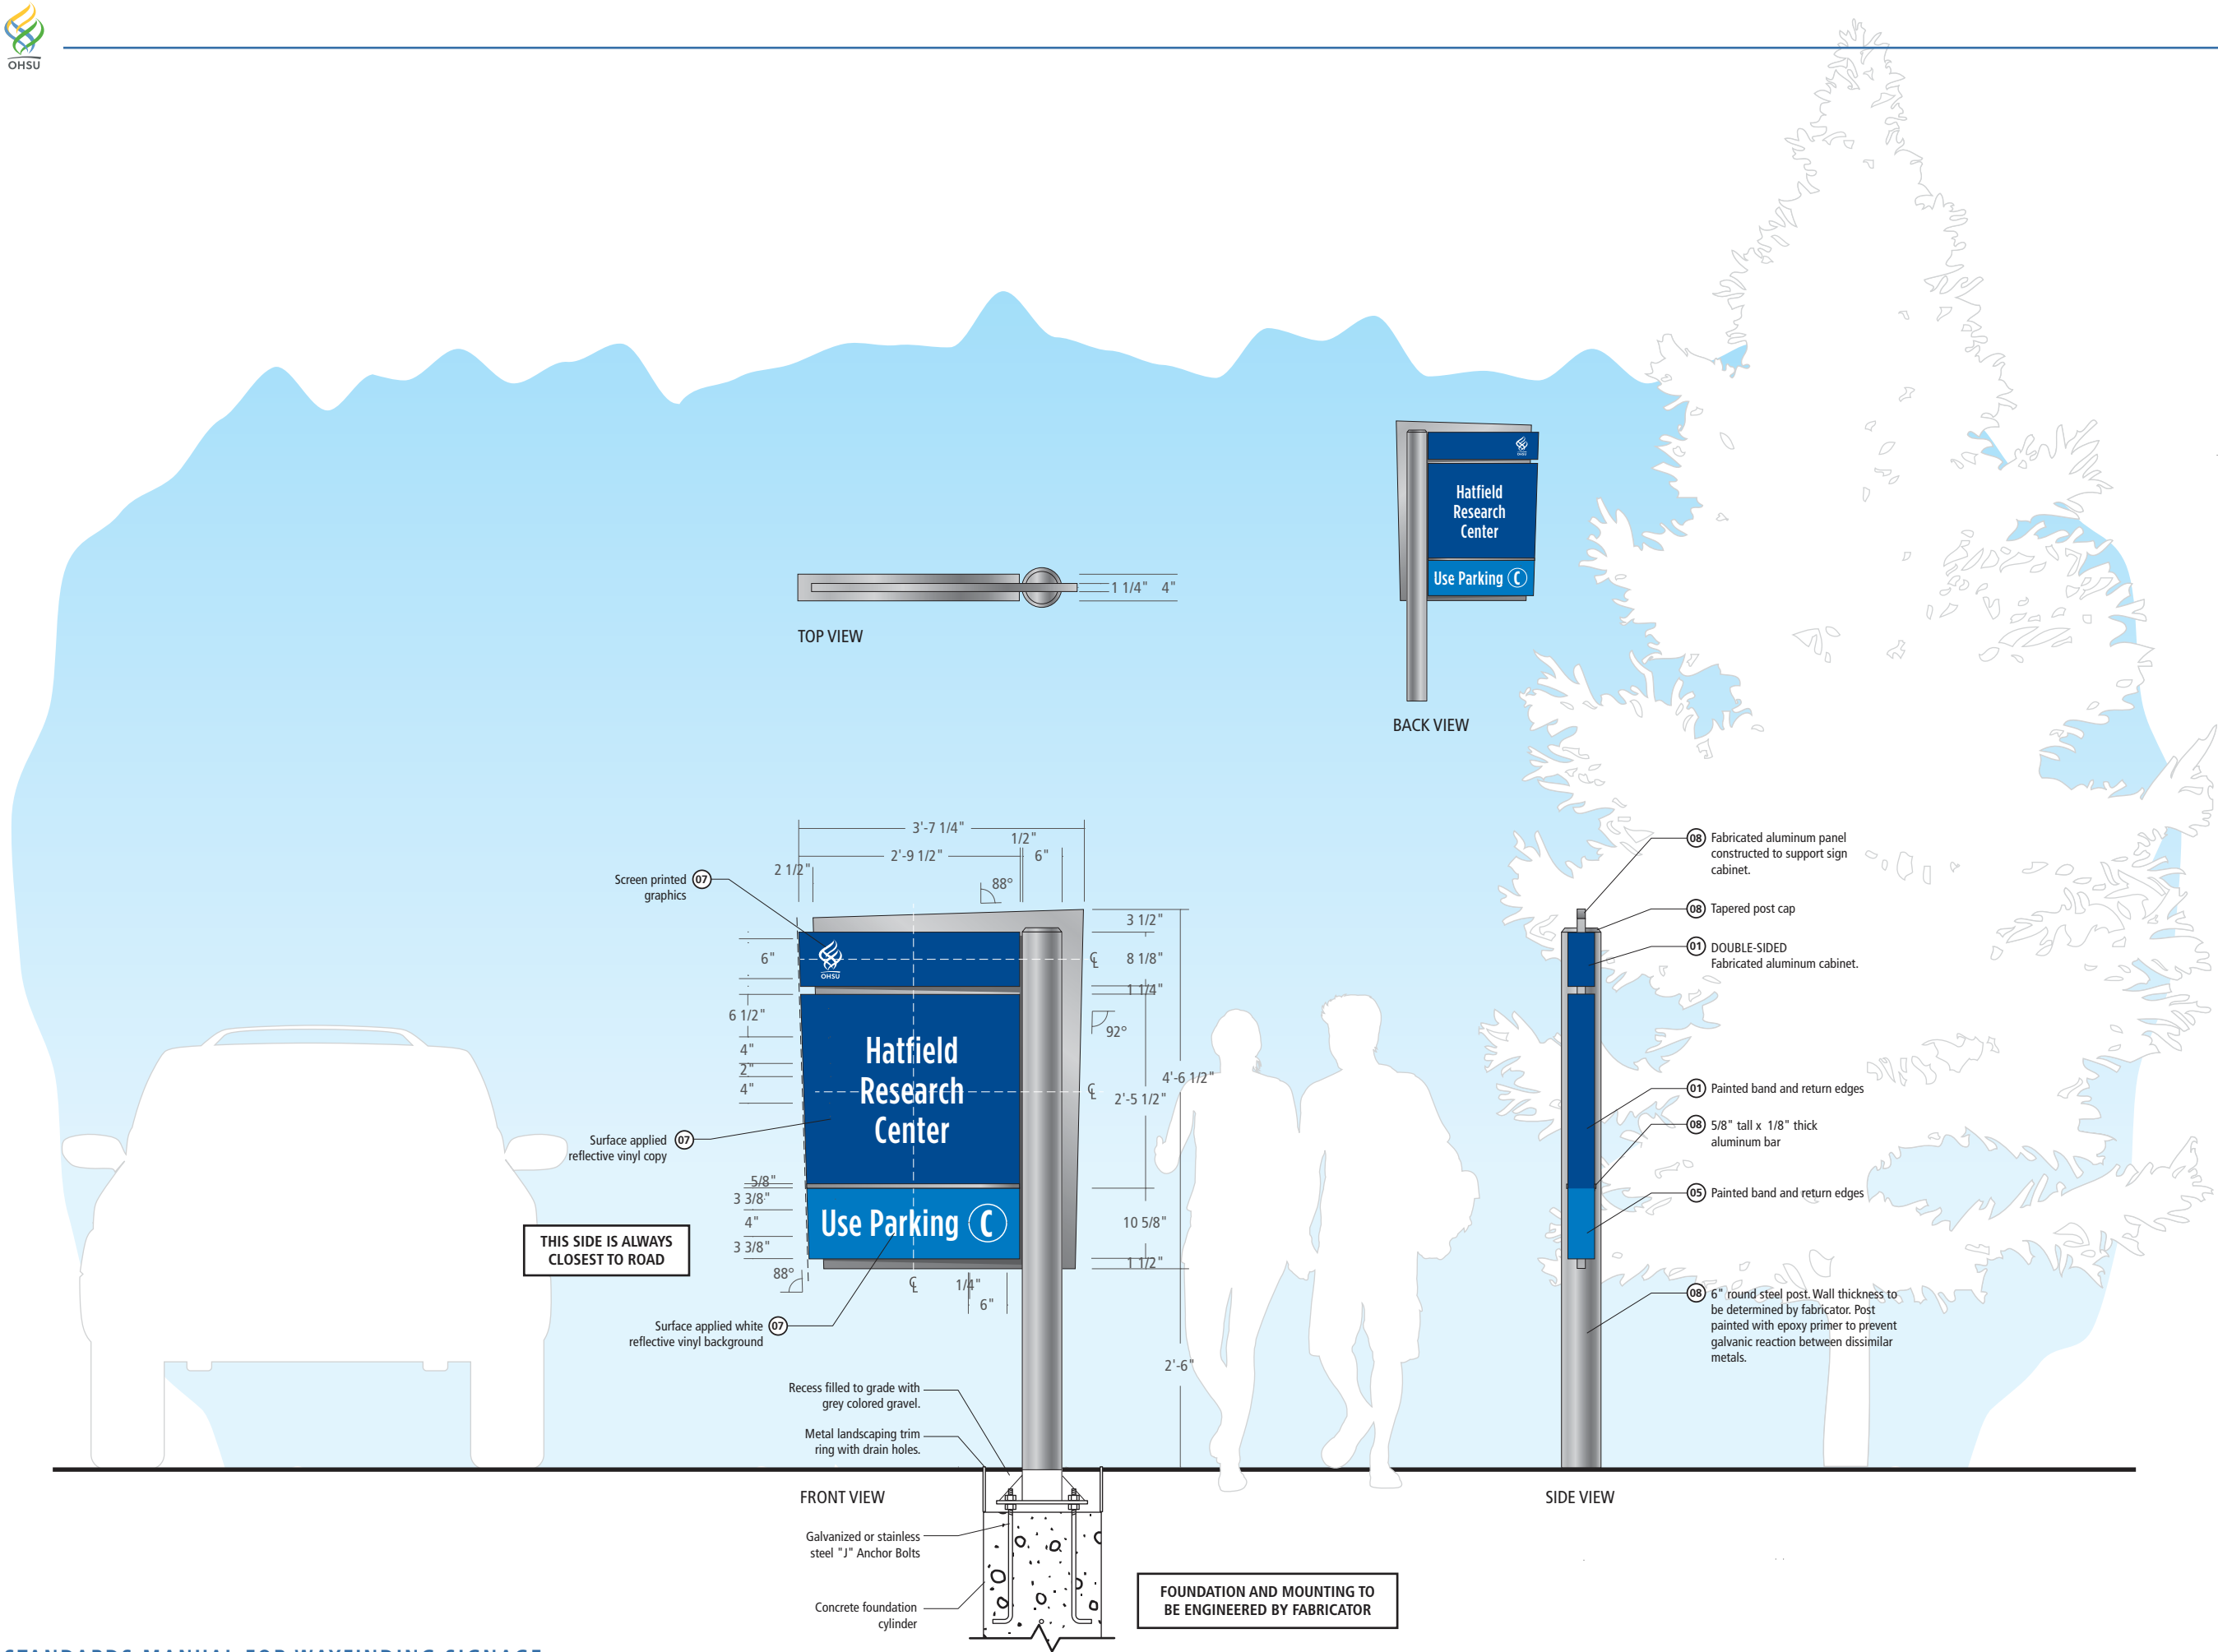 OHSU
OHSU
Hatfield
Research
Center
Use Parking C
1 1/4" 4"
TOP VIEW
BACK VIEW
3'-7 1/4"
1/2"
2'-9 1/2"
6"
2 1/2"
88°
Screen printed 07
graphics
3 1/2"
6"
OHSU
8 1/8"
1 1/4"
6 1/2"
92°
4"
2"
4"
Hatfield
Research
Center
4'-6 1/2"
2'-5 1/2"
Surface applied 07
reflective vinyl copy
5/8"
3 3/8"
4"
3 3/8"
Use Parking C
10 5/8"
1 1/2"
THIS SIDE IS ALWAYS
CLOSEST TO ROAD
88°
1/4"
6"
Surface applied white 07
reflective vinyl background
2'-6"
Recess filled to grade with
grey colored gravel.
Metal landscaping trim
ring with drain holes.
FRONT VIEW
Galvanized or stainless
steel "J" Anchor Bolts
Concrete foundation
cylinder
FOUNDATION AND MOUNTING TO
BE ENGINEERED BY FABRICATOR
08 Fabricated aluminum panel
constructed to support sign
cabinet.
08 Tapered post cap
01 DOUBLE-SIDED
Fabricated aluminum cabinet.
01 Painted band and return edges
08 5/8" tall x 1/8" thick
aluminum bar
05 Painted band and return edges
08 6" round steel post. Wall thickness to
be determined by fabricator. Post
painted with epoxy primer to prevent
galvanic reaction between dissimilar
metals.
SIDE VIEW
STANDARDS MANUAL FOR WAYFINDING SIGNAGE